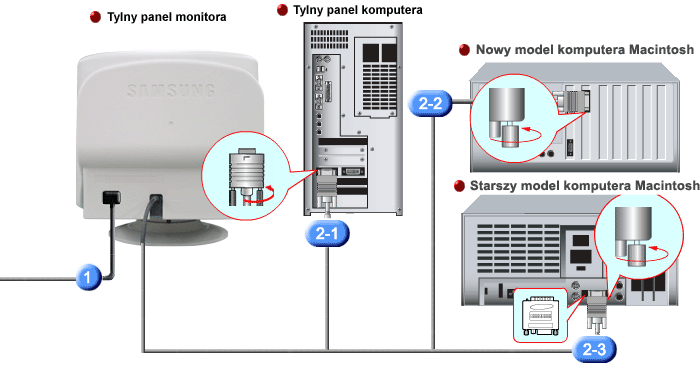 Tylny panel monitora
Tylny panel komputera
Nowy model komputera Macintosh
SAMSUNG
2-2
Starszy model komputera Macintosh
2-1
1
2-3